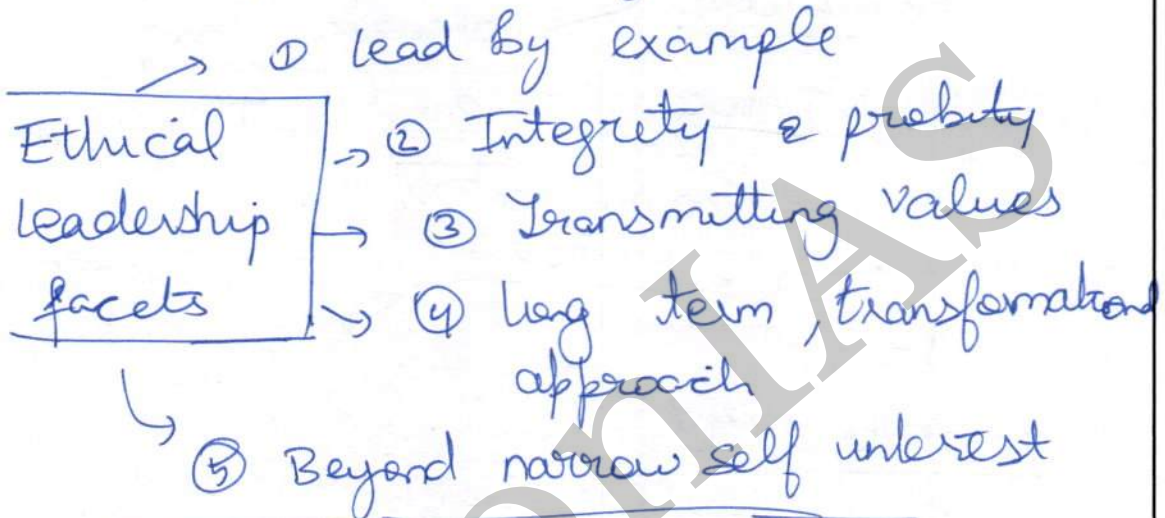 ① lead by example
Ethical leadership facets
② Integrity & probity
③ Transmitting values
④ Long term, transformational
approach
⑤ Beyond narrow self interest